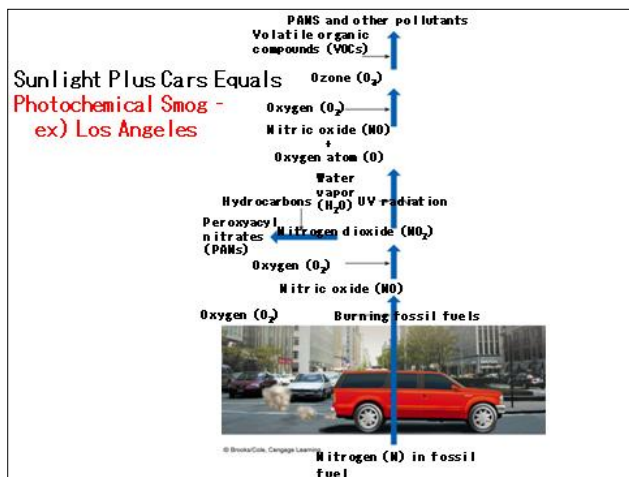 PANS and other pollutants
Volatile organic
compounds (VOCs)
Sunlight Plus Cars Equals
Photochemical Smog -
ex) Los Angeles
Ozone (O₃)
Oxygen (O₂)
Nitric oxide (NO)
+
Oxygen atom (O)
Water
vapor
(H₂O)
Hydrocarbons
UV radiation
Peroxyacyl
nitrates
(PANs)
Nitrogen dioxide (NO₂)
Oxygen (O₂)
Nitric oxide (NO)
Oxygen (O₂)
Burning fossil fuels
© Brooks/Cole, Cengage Learning
Nitrogen (N) in fossil
fuel